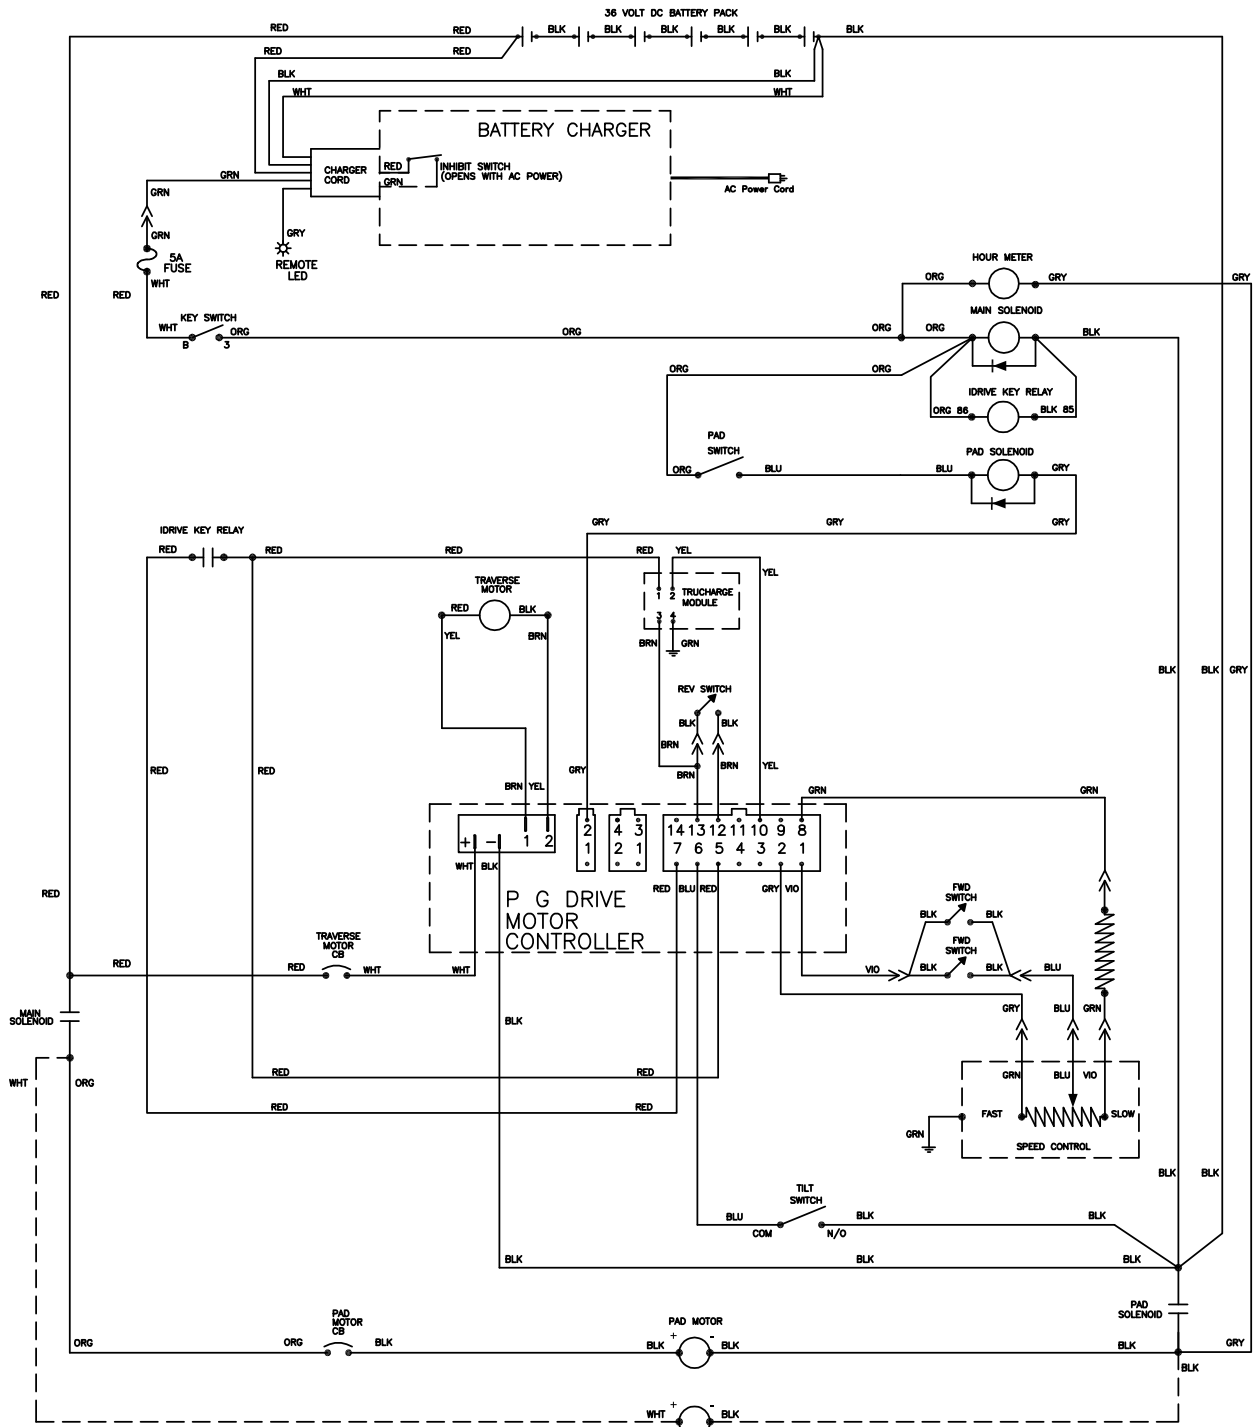 36 VOLT DC BATTERY PACK
RED RED BLK BLK BLK BLK BLK BLK
RED RED
BLK BLK
WHT WHT
BATTERY CHARGER
CHARGER
CORD
RED
GRN
INHIBIT SWITCH
(OPENS WITH AC POWER)
AC Power Cord
GRN
GRN
GRN
5A
FUSE
WHT
GRY
REMOTE
LED
RED RED
WHT
KEY SWITCH
B 3
ORG ORG ORG ORG
HOUR METER
ORG GRY
MAIN SOLENOID
BLK
ORG ORG
IDRIVE KEY RELAY
ORG 86 BLK 85
PAD
SWITCH
ORG BLU BLU
PAD SOLENOID
GRY
GRY GRY GRY
IDRIVE KEY RELAY
RED RED RED RED YEL
YEL
TRAVERSE
MOTOR
RED BLK
YEL BRN
1 2
TRUCHARGE
MODULE
3 4
BRN GRN
BLK BLK GRY
REV SWITCH
BLK BLK
BRN
BRN BRN YEL
RED RED
BRN YEL GRY
GRN GRN
+ - 1 2
2
1
4 3
2 1
14 13 12 11 10 9 8
7 6 5 4 3 2 1
WHT BLK
RED BLU RED GRY VIO
P G DRIVE
MOTOR
CONTROLLER
RED
FWD
SWITCH
BLK BLK
FWD
SWITCH
VIO BLK BLK BLU
TRAVERSE
MOTOR
CB
RED RED WHT WHT
MAIN
SOLENOID
BLK
GRY BLU GRN
WHT ORG
RED RED
RED RED
GRN BLU VIO
FAST SLOW
SPEED CONTROL
GRN
BLK BLK
TILT
SWITCH
BLU BLK BLK
COM N/O
BLK BLK BLK
PAD
SOLENOID
PAD
MOTOR
CB
ORG ORG BLK
PAD MOTOR
BLK + - BLK BLK GRY
BLK
WHT + - BLK